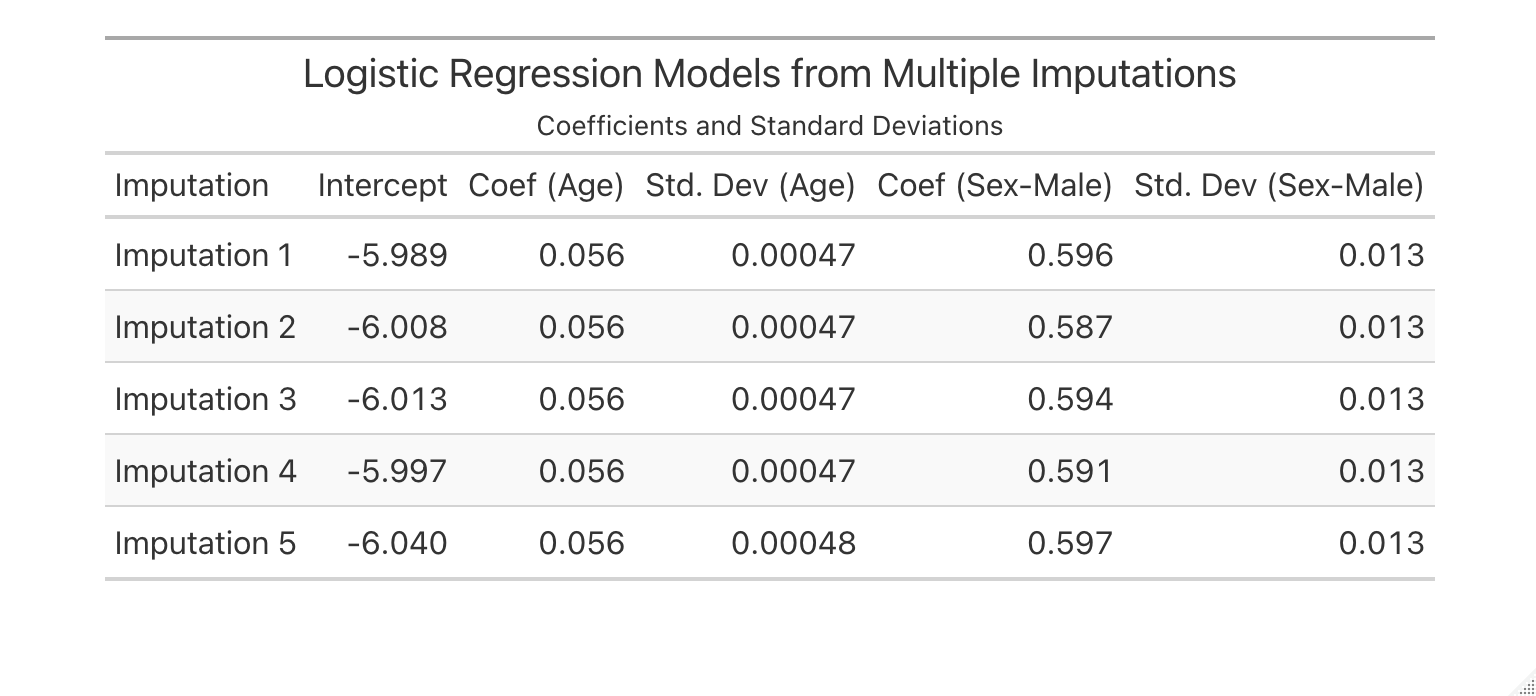 Logistic Regression Models from Multiple Imputations
Coefficients and Standard Deviations
Imputation Intercept Coef (Age) Std. Dev (Age) Coef (Sex-Male) Std. Dev (Sex-Male)
Imputation 1 -5.989 0.056 0.00047 0.596 0.013
Imputation 2 -6.008 0.056 0.00047 0.587 0.013
Imputation 3 -6.013 0.056 0.00047 0.594 0.013
Imputation 4 -5.997 0.056 0.00047 0.591 0.013
Imputation 5 -6.040 0.056 0.00048 0.597 0.013